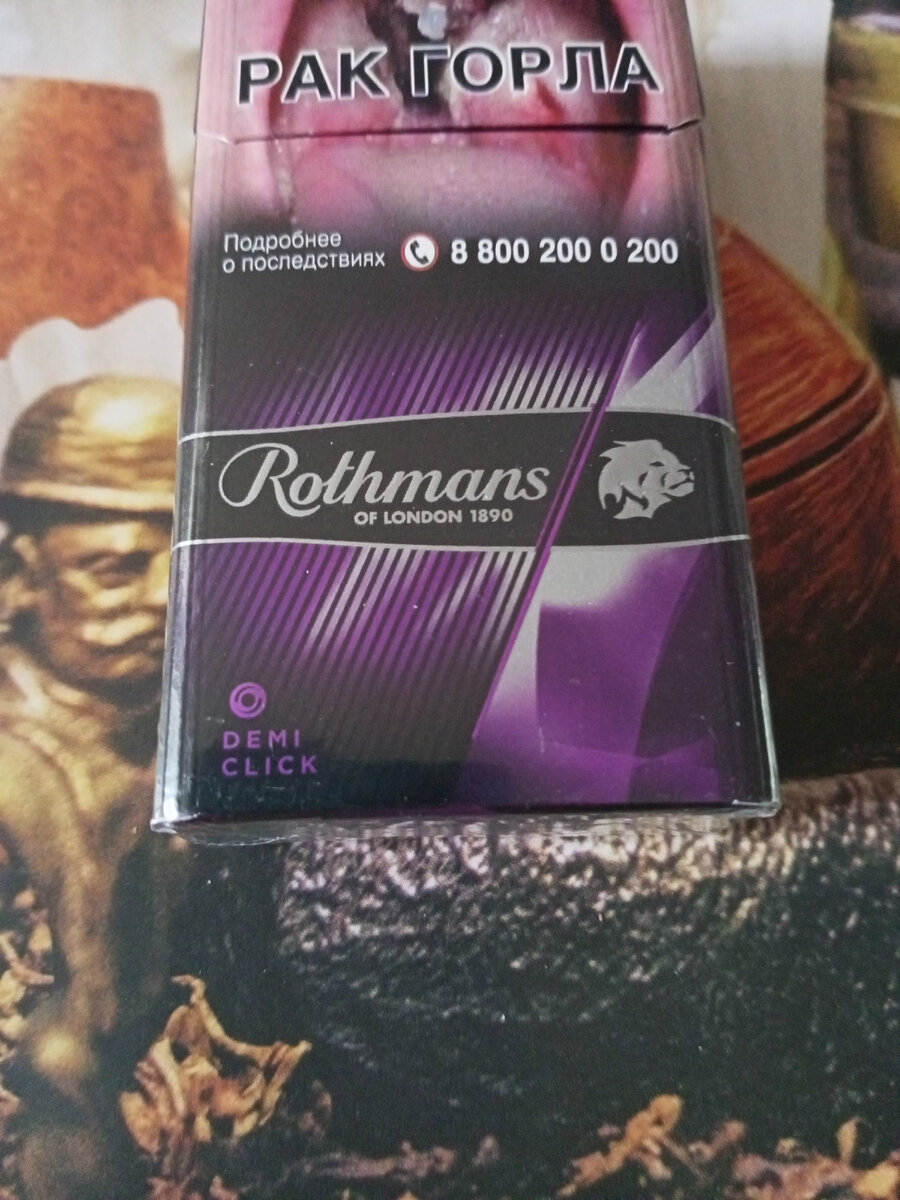 РАК ГОРЛА
Подробнее
о последствиях
8 800 200 0 200
Rothmans
OF LONDON 1890
DEMI
CLICK